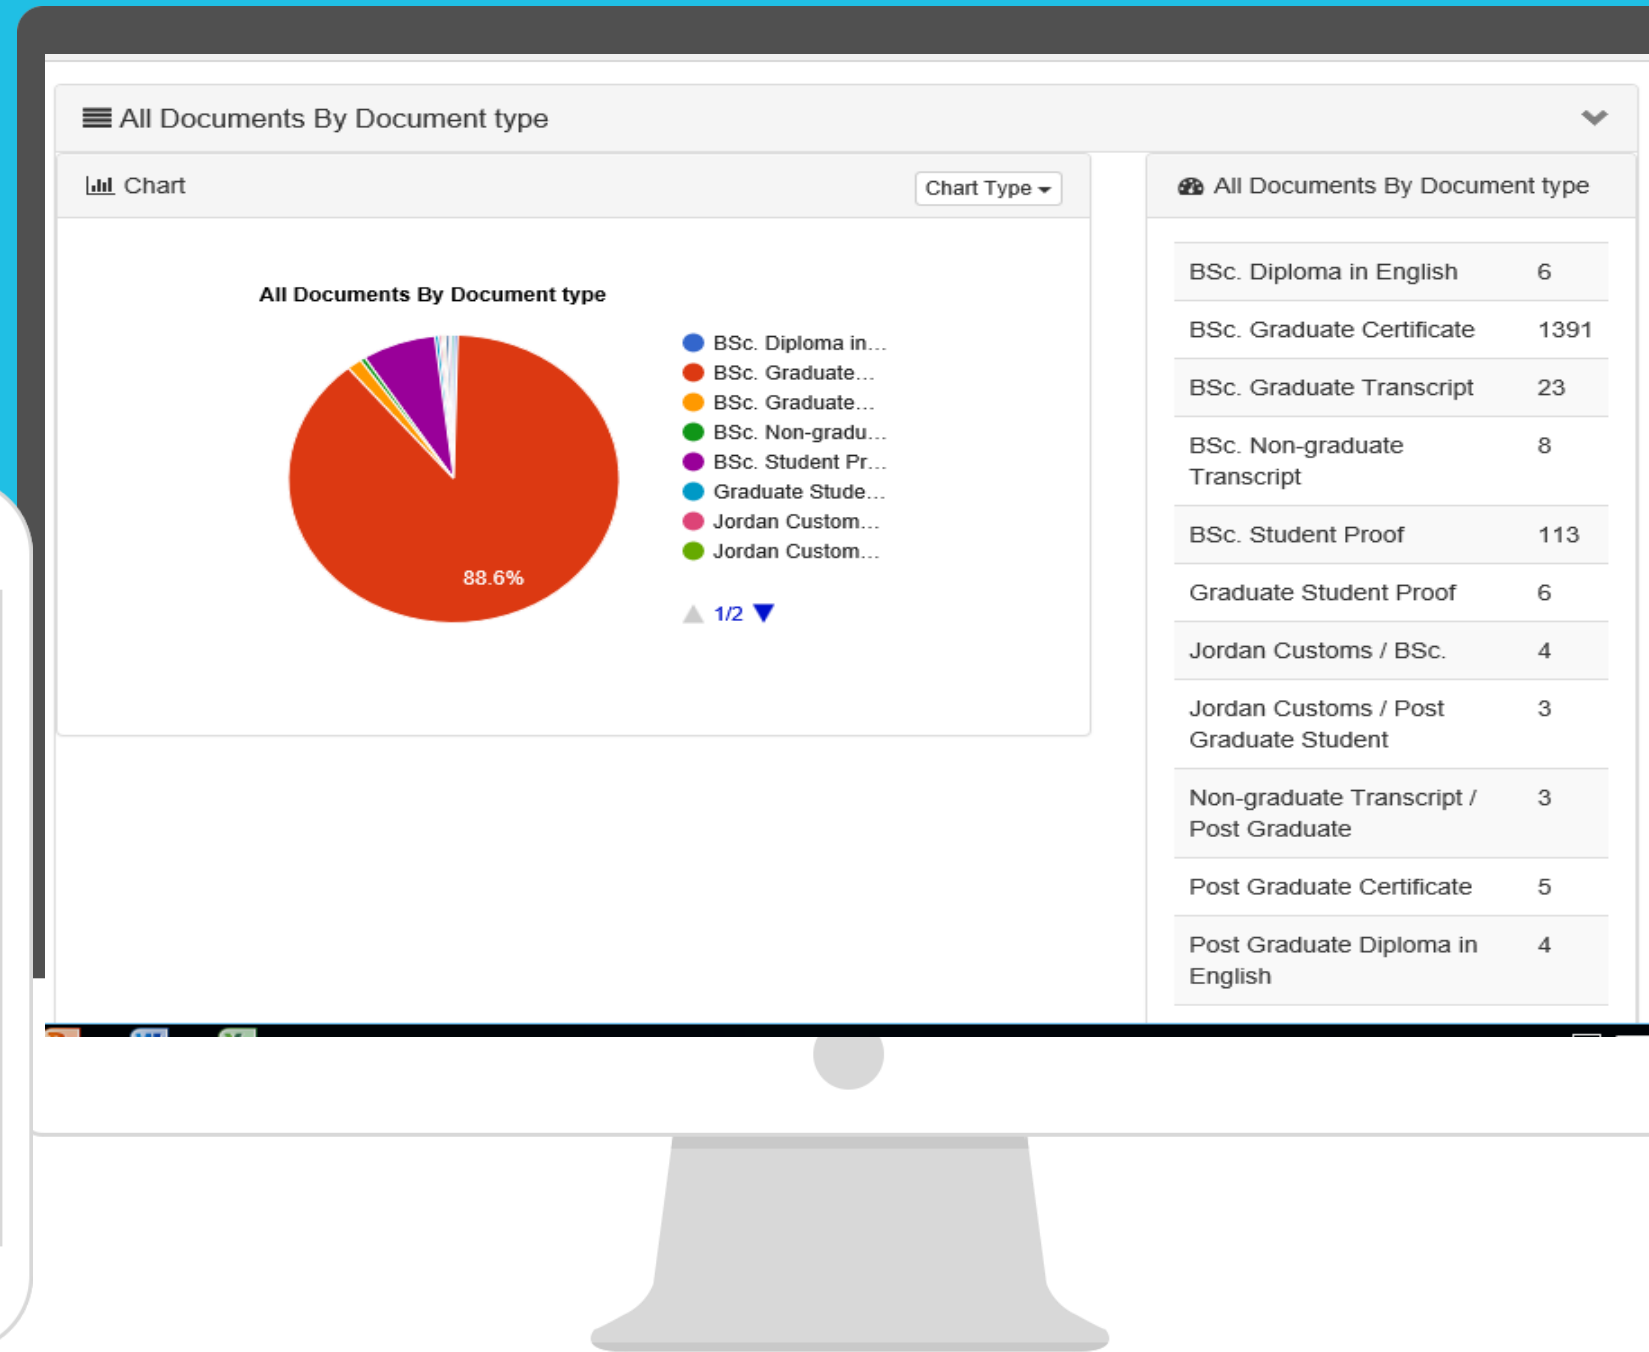 All Documents By Document type
Chart
Chart Type
All Documents By Document type
88.6%
BSc. Diploma in...
BSc. Graduate...
BSc. Graduate...
BSc. Non-gradu...
BSc. Student Pr...
Graduate Stude...
Jordan Custom...
Jordan Custom...
1/2
All Documents By Document type
BSc. Diploma in English 6
BSc. Graduate Certificate 1391
BSc. Graduate Transcript 23
BSc. Non-graduate 8
Transcript
BSc. Student Proof 113
Graduate Student Proof 6
Jordan Customs / BSc. 4
Jordan Customs / Post 3
Graduate Student
Non-graduate Transcript / 3
Post Graduate
Post Graduate Certificate 5
Post Graduate Diploma in 4
English